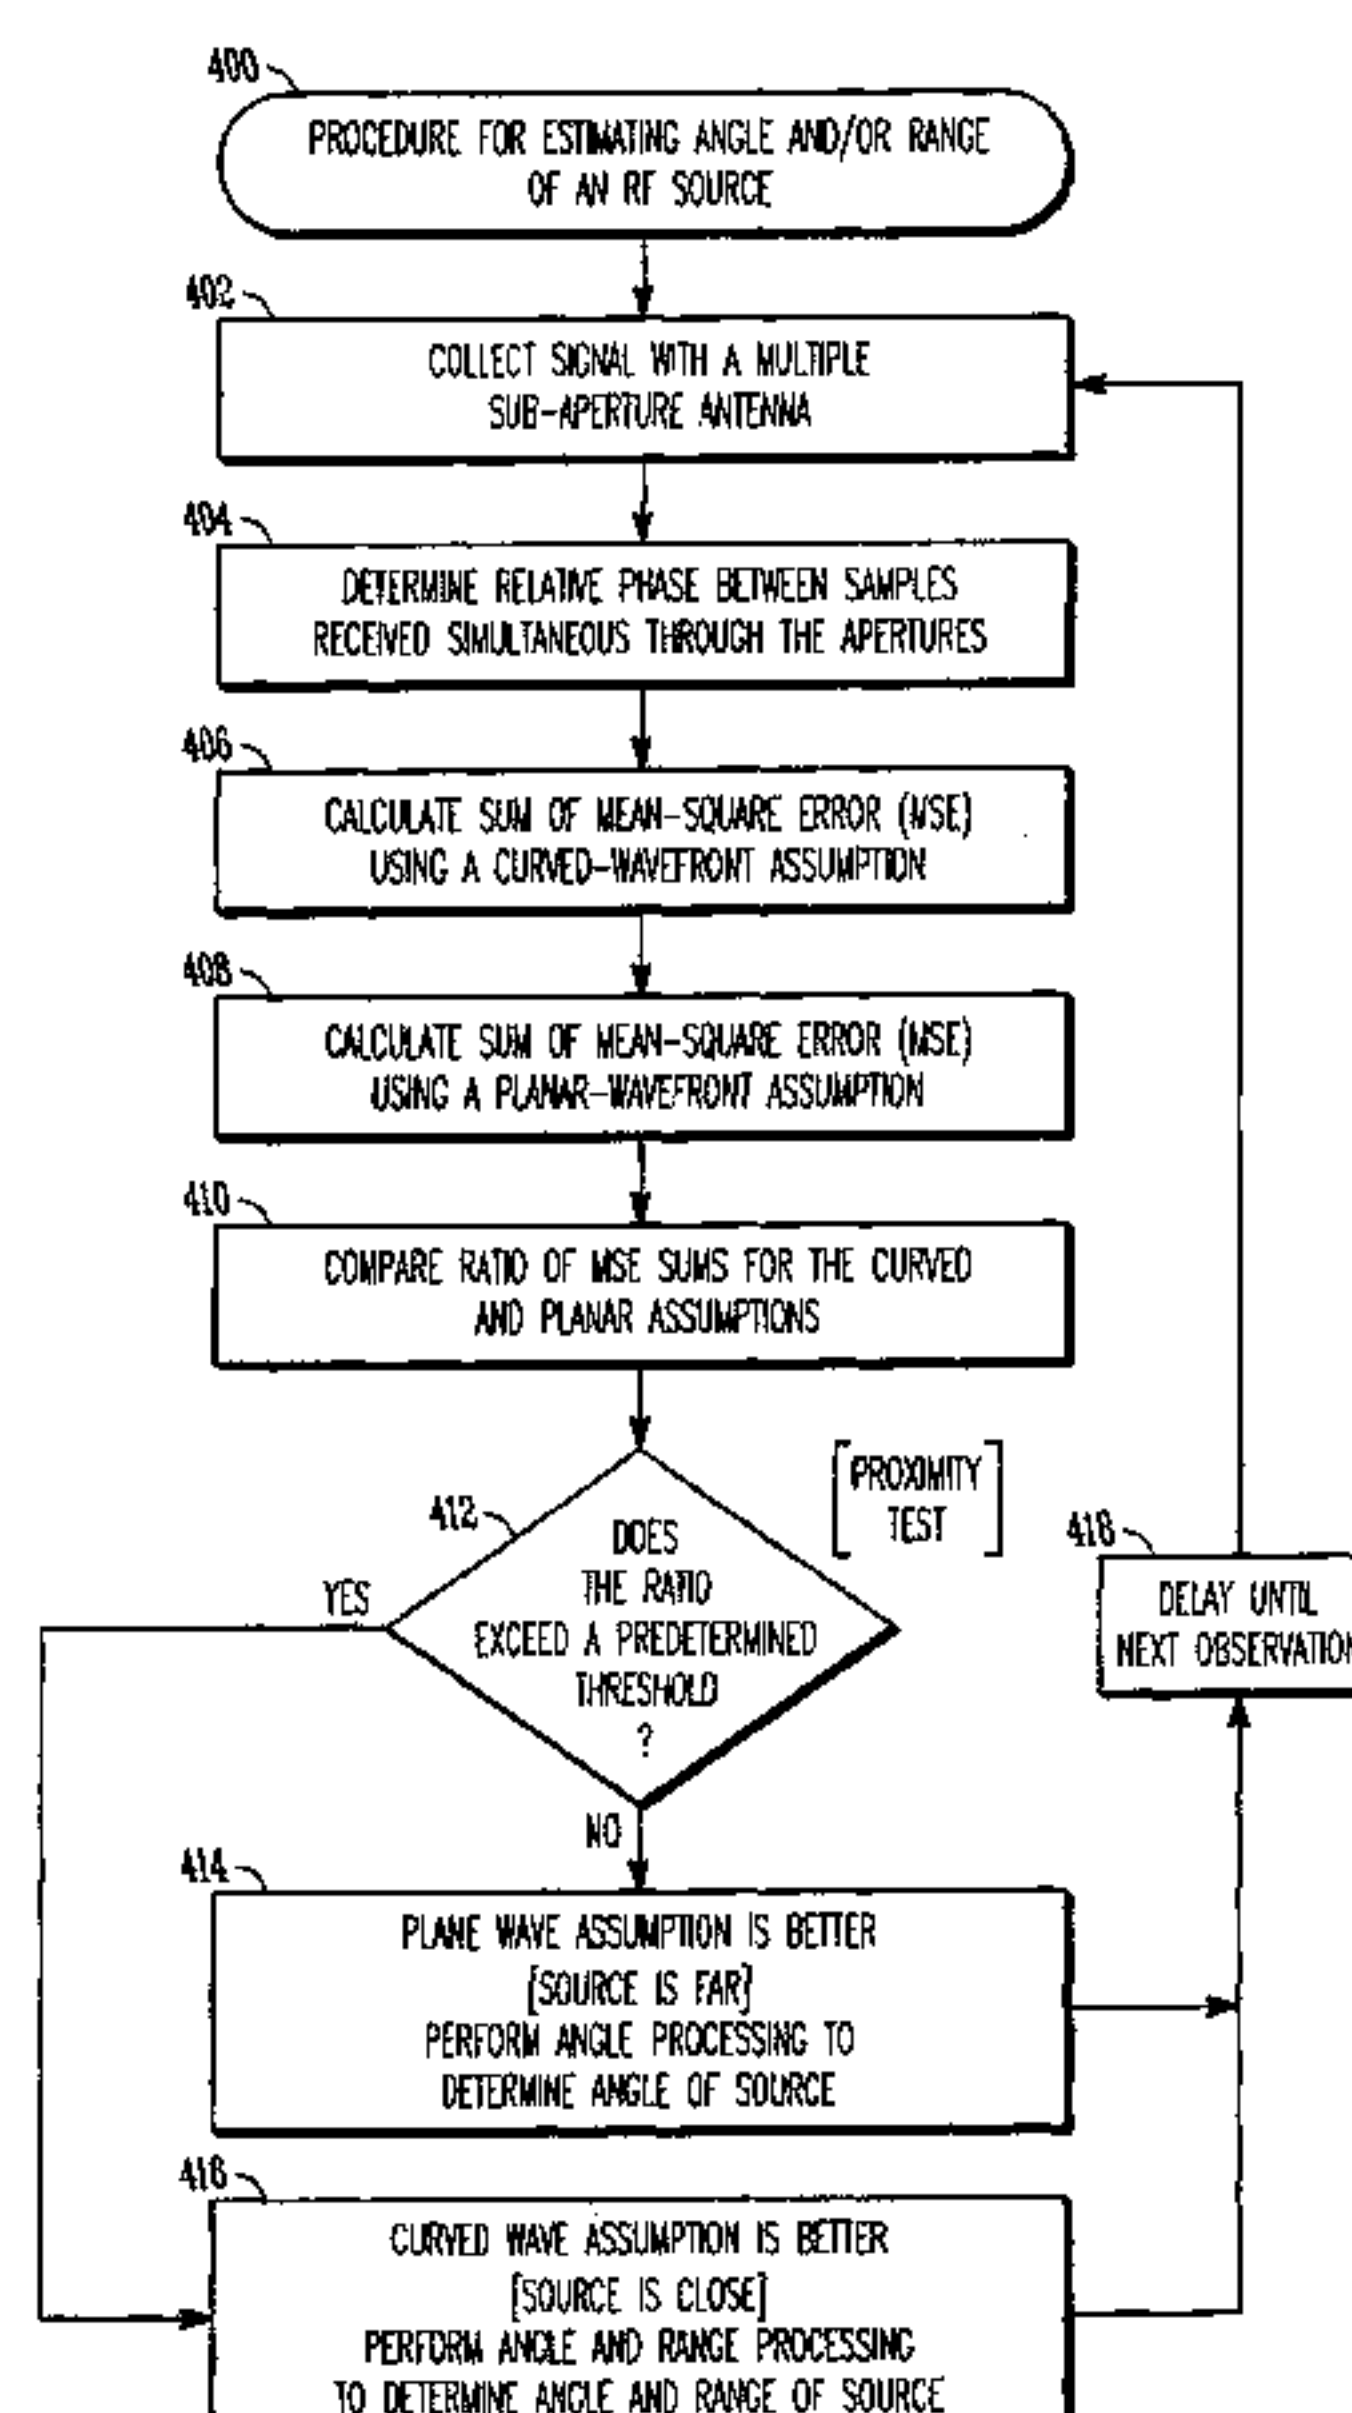 400
PROCEDURE FOR ESTIMATING ANGLE AND/OR RANGE
OF AN RF SOURCE
402
COLLECT SIGNAL WITH A MULTIPLE
SUB-APERTURE ANTENNA
404
DETERMINE RELATIVE PHASE BETWEEN SAMPLES
RECEIVED SIMULTANEOUS THROUGH THE APERTURES
406
CALCULATE SUM OF MEAN-SQUARE ERROR (MSE)
USING A CURVED-WAVEFRONT ASSUMPTION
408
CALCULATE SUM OF MEAN-SQUARE ERROR (MSE)
USING A PLANAR-WAVEFRONT ASSUMPTION
410
COMPARE RATIO OF MSE SUMS FOR THE CURVED
AND PLANAR ASSUMPTIONS
[PROXIMITY
TEST]
412
DOES
THE RATIO
EXCEED A PREDETERMINED
THRESHOLD
?
YES
NO
418
DELAY UNTIL
NEXT OBSERVATION
414
PLANE WAVE ASSUMPTION IS BETTER
[SOURCE IS FAR]
PERFORM ANGLE PROCESSING TO
DETERMINE ANGLE OF SOURCE
416
CURVED WAVE ASSUMPTION IS BETTER
[SOURCE IS CLOSE]
PERFORM ANGLE AND RANGE PROCESSING
TO DETERMINE ANGLE AND RANGE OF SOURCE